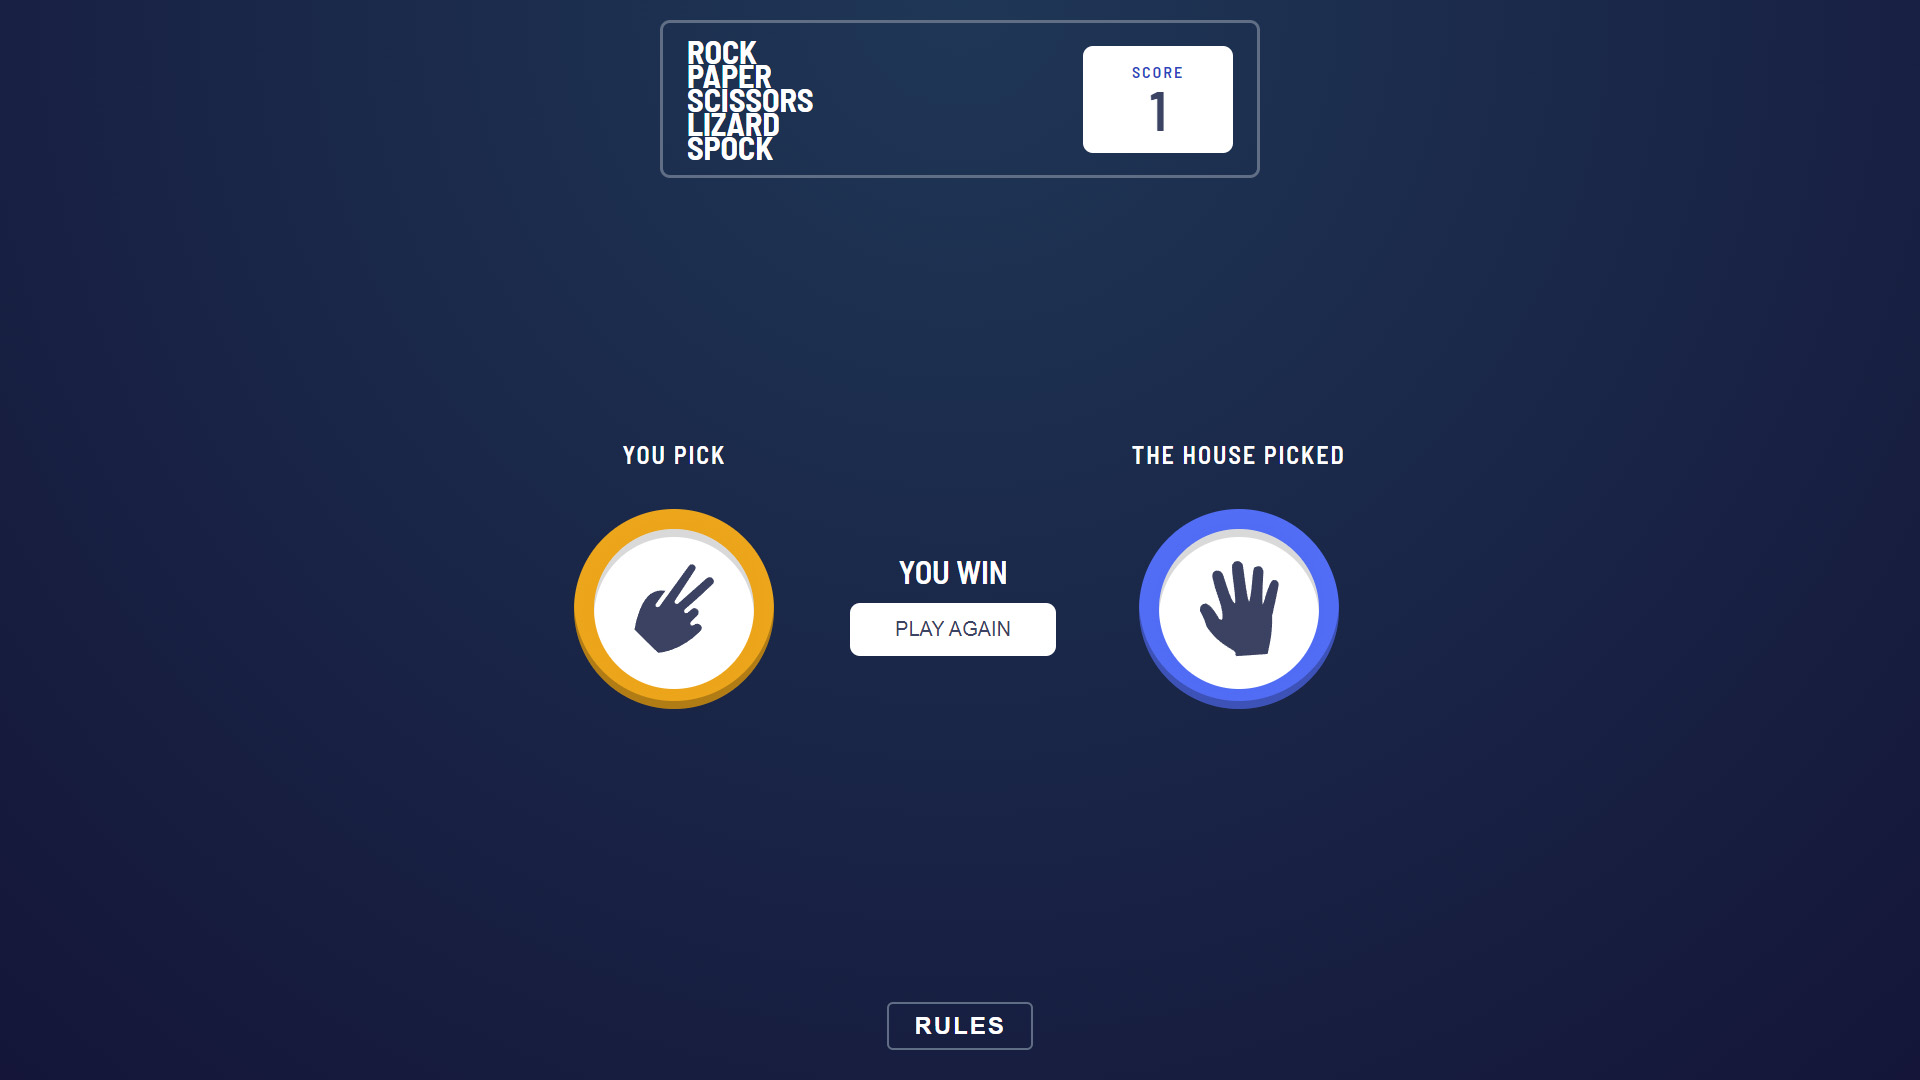 ROCK
PAPER
SCISSORS
LIZARD
SPOCK
SCORE
1
YOU PICK
THE HOUSE PICKED
YOU WIN
PLAY AGAIN
RULES